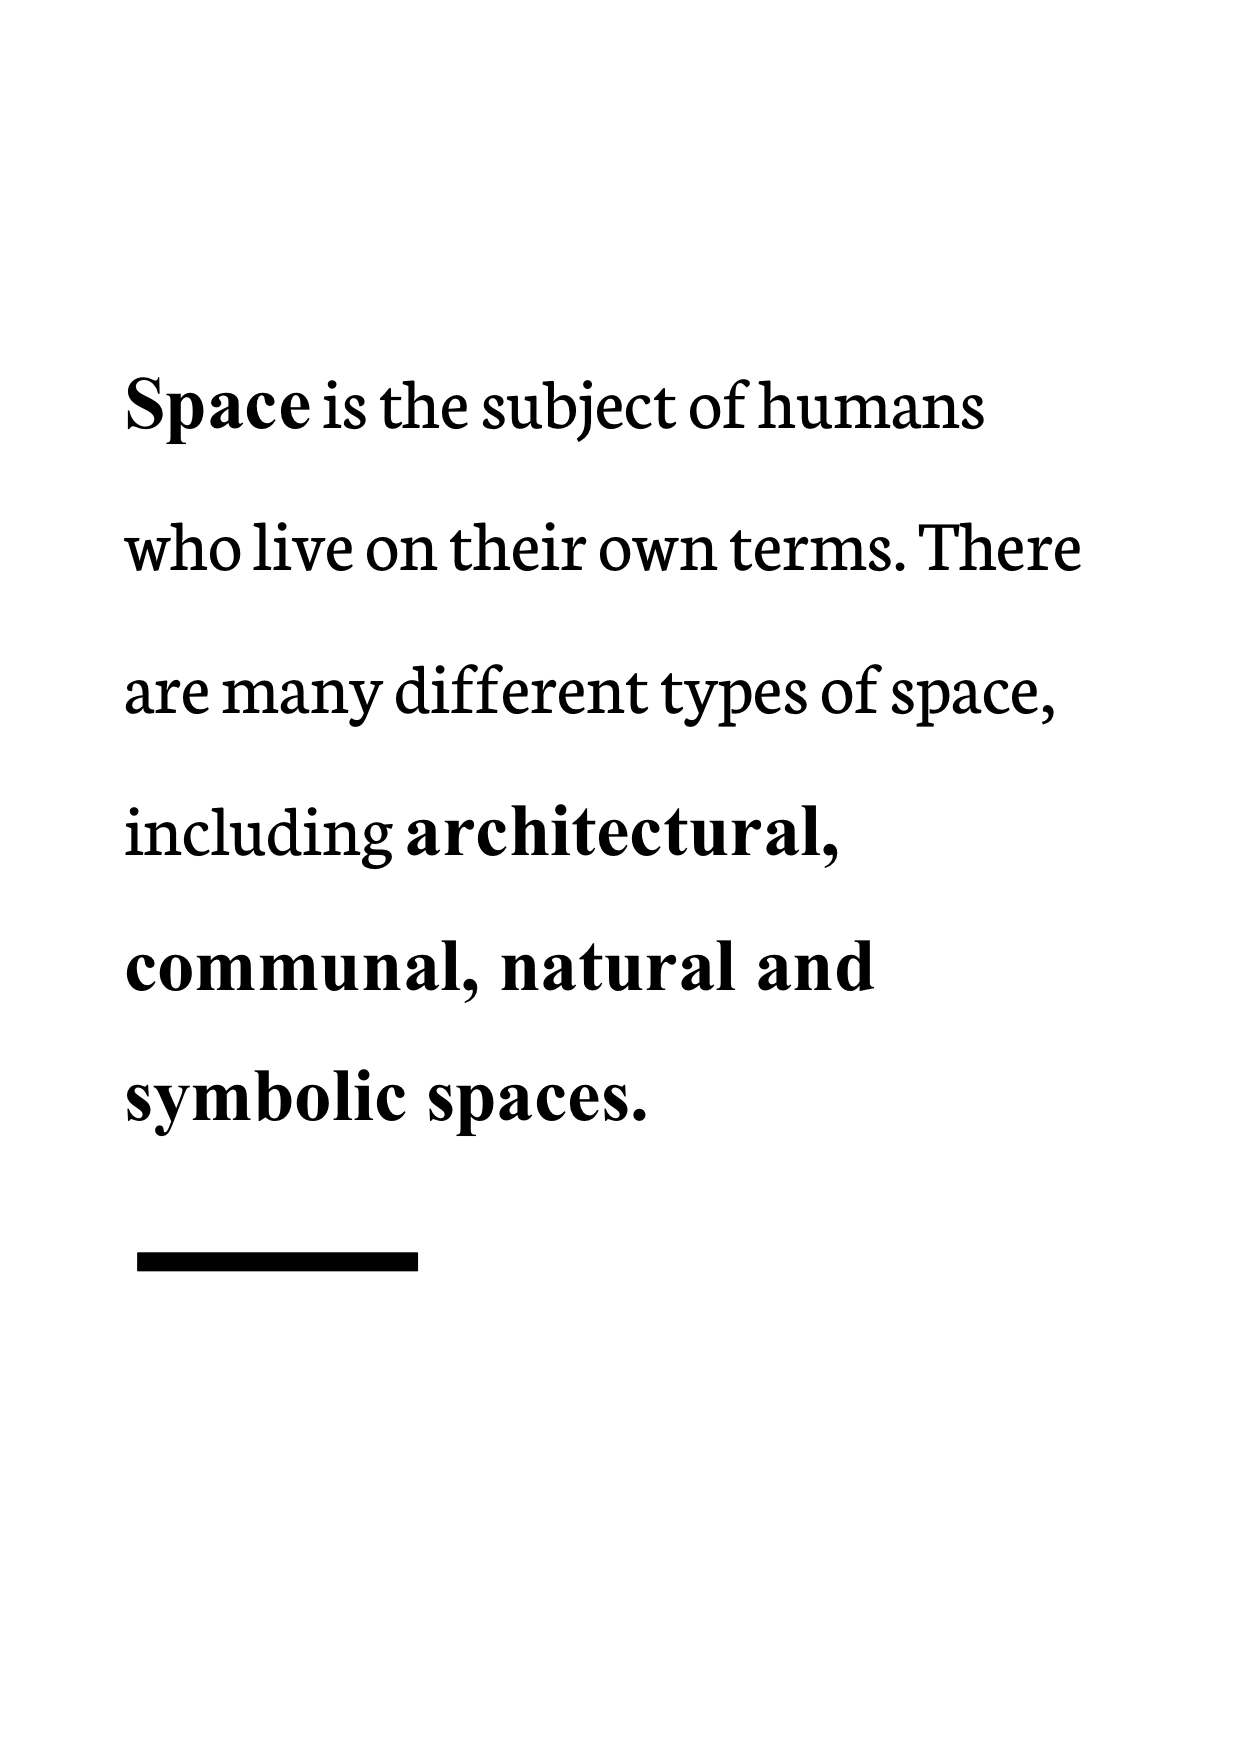 Space is the subject of humans
who live on their own terms. There
are many different types of space,
including architectural,
communal, natural and
symbolic spaces.